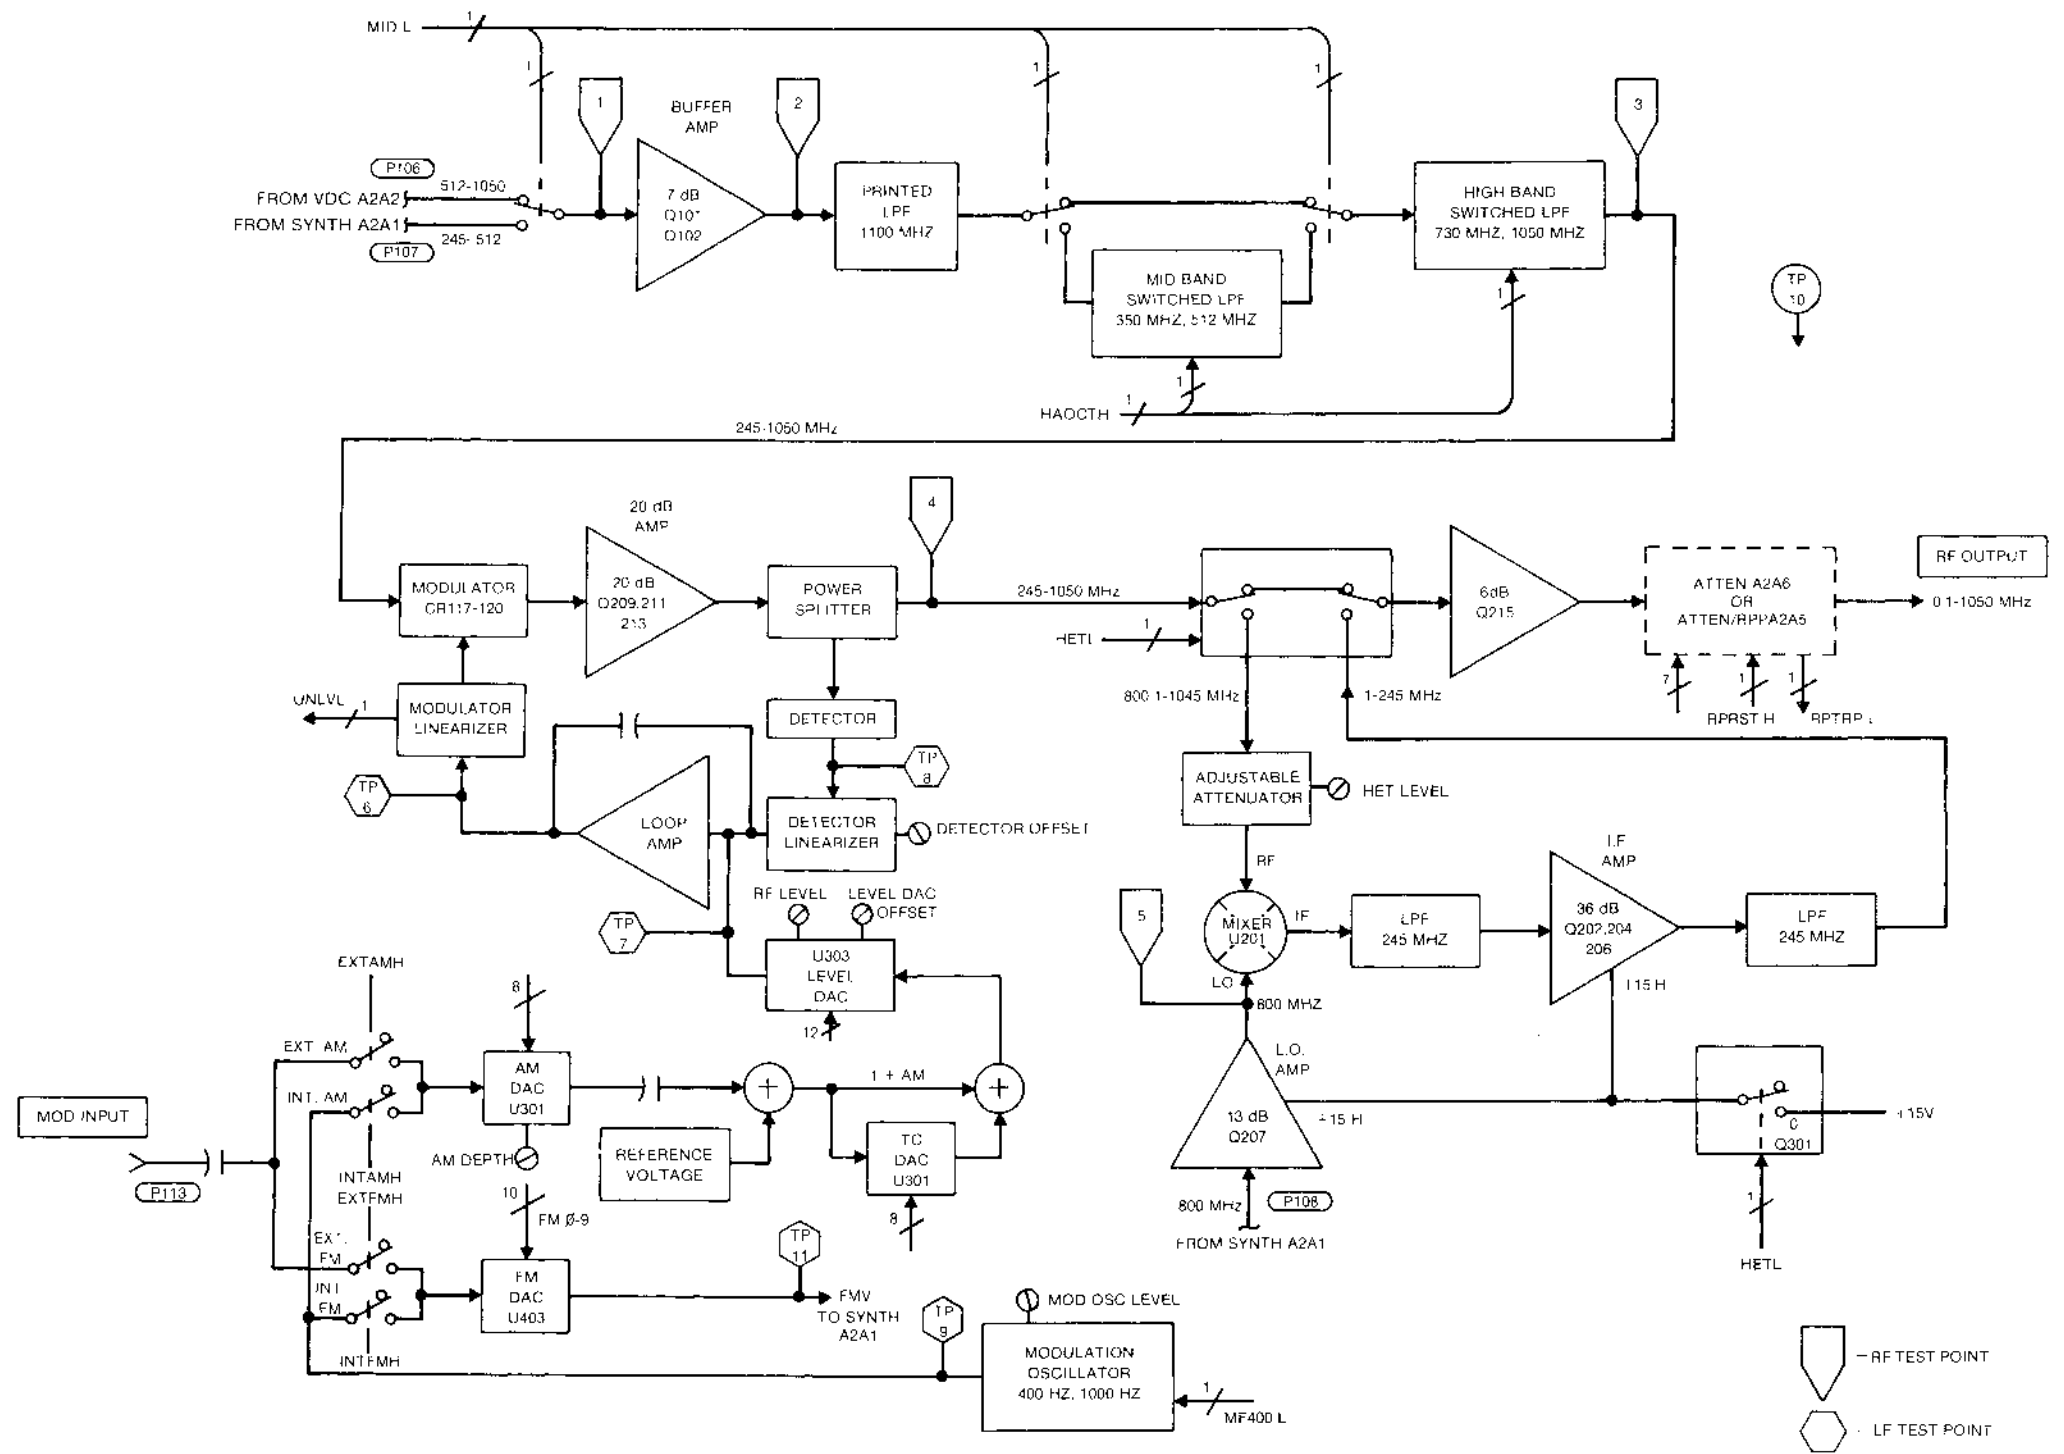 MID L
1
1
1
1
1
2
3
BUFFER
AMP
P106
FROM VDC A2A2
512-1050
FROM SYNTH A2A1
245-512
P107
7 dB
Q101
Q102
PRINTED
LPF
1100 MHZ
HIGH BAND
SWITCHED LPF
730 MHZ, 1050 MHZ
MID BAND
SWITCHED LPF
350 MHZ, 512 MHZ
1
1
TP
10
HAOCTH
1
245-1050 MHz
20 dB
AMP
4
MODULATOR
CR117-120
20 dB
Q209,211
213
POWER
SPLITTER
245-1050 MHz
HETL
1
6dB
Q215
ATTEN A2A6
OR
ATTEN/RPPA2A5
RF OUTPUT
0.1-1050 MHz
7
1
1
RPRST H
RPTRP L
UNLVL
1
MODULATOR
LINEARIZER
DETECTOR
TP
8
TP
6
LOOP
AMP
DETECTOR
LINEARIZER
DETECTOR OFFSET
800.1-1045 MHz
.1-245 MHz
ADJUSTABLE
ATTENUATOR
HET LEVEL
RF
RF LEVEL
LEVEL DAC
OFFSET
TP
7
U303
LEVEL
DAC
12
5
MIXER
U201
IF
LO
800 MHZ
LPF
245 MHZ
I.F
AMP
36 dB
Q202,204
206
LPF
245 MHZ
+15 H
EXTAMH
EXT. AM
INT. AM
INTAMH
8
AM
DAC
U301
AM DEPTH
1 + AM
REFERENCE
VOLTAGE
TC
DAC
U301
8
MOD INPUT
P113
L.O.
AMP
13 dB
Q207
+15 H
Q301
+15V
1
HETL
800 MHz
P108
FROM SYNTH A2A1
EXTFMH
EXT.
FM
INT
FM
INTFMH
10
FM Ø-9
FM
DAC
U403
TP
11
FMV
TO SYNTH
A2A1
TP
9
MOD OSC LEVEL
MODULATION
OSCILLATOR
400 HZ, 1000 HZ
1
MF400 L
– RF TEST POINT
- LF TEST POINT